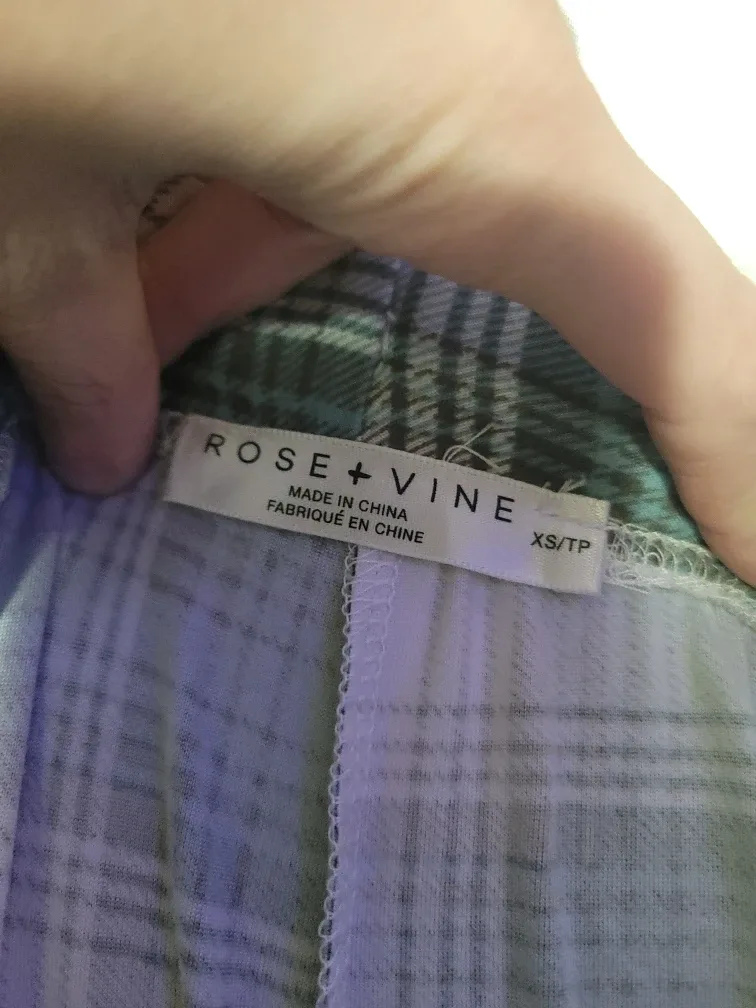 ROSE+VINE
MADE IN CHINA
FABRIQUÉ EN CHINE
XS/TP